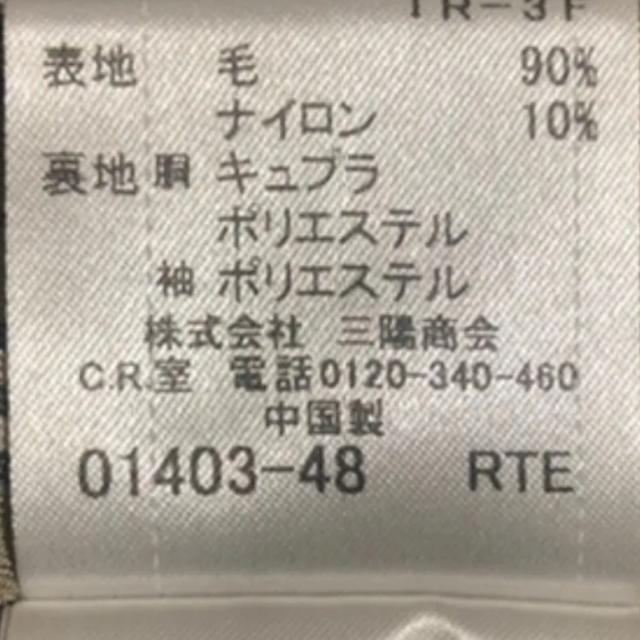 TR-3F
表地 毛 90%
ナイロン 10%
裏地 胴 キュプラ
ポリエステル
袖 ポリエステル
株式会社 三陽商会
C.R.室 電話0120-340-460
中国製
01403-48 RTE